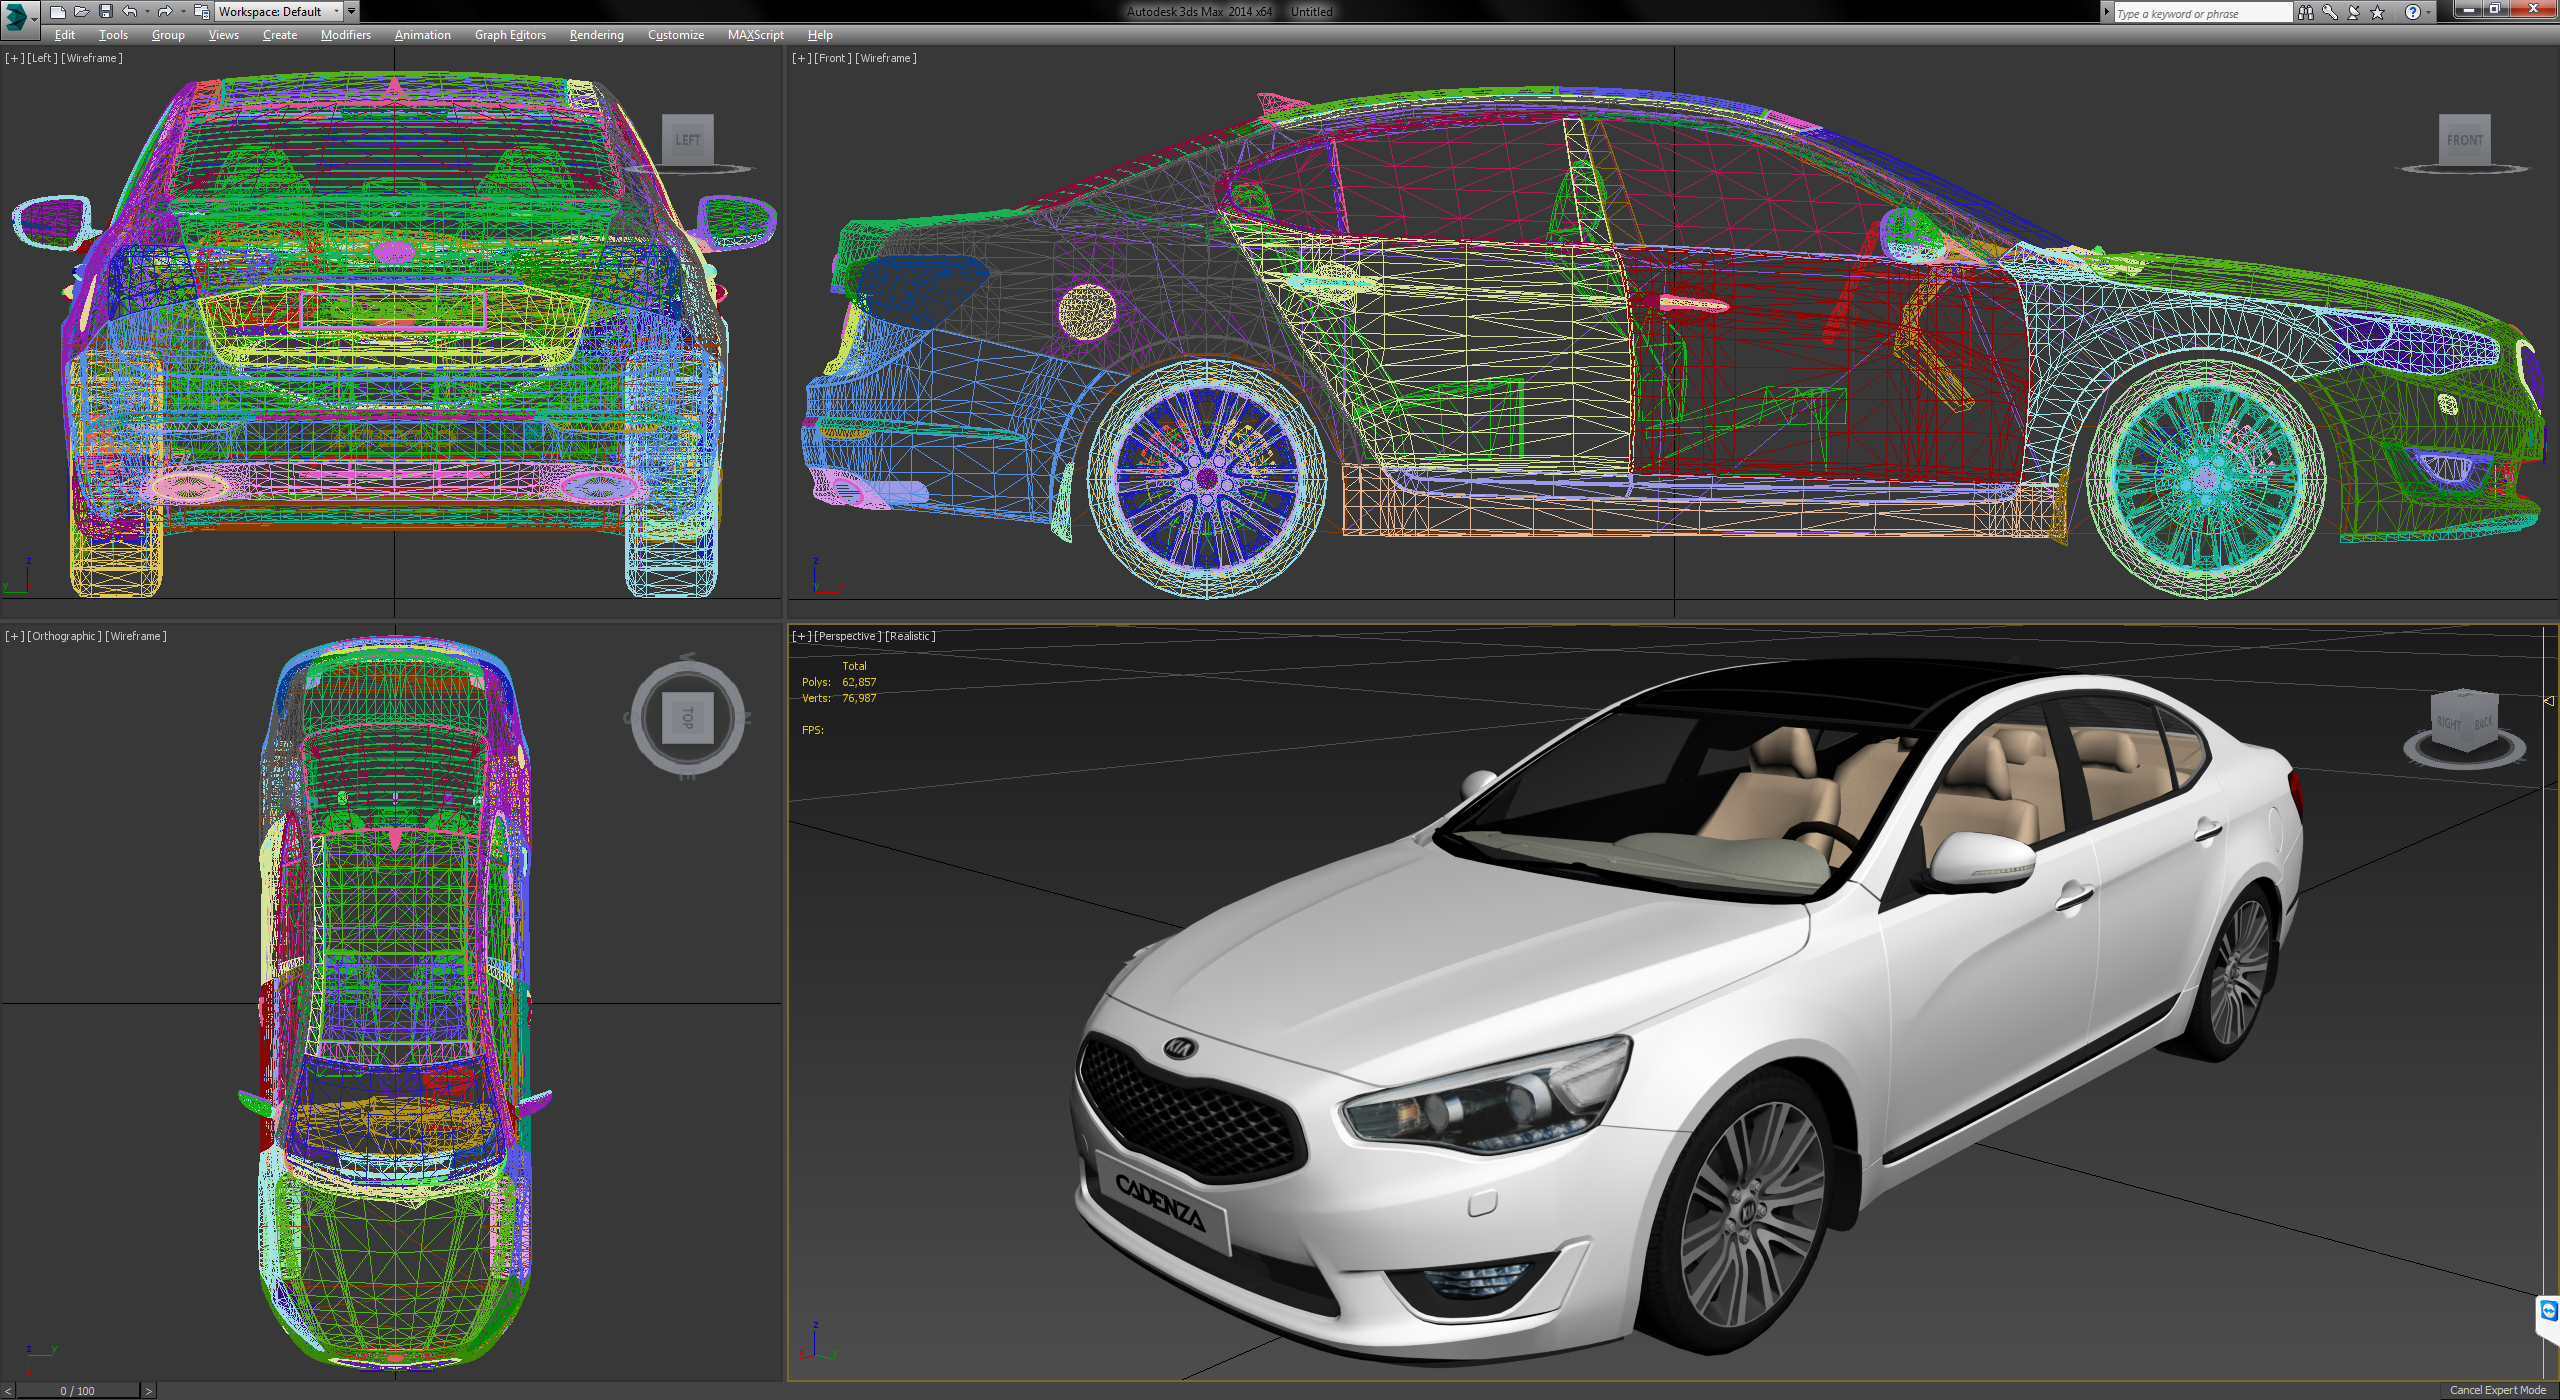 Workspace: Default
Autodesk 3ds Max 2014 x64 Untitled
Type a keyword or phrase
Edit Tools Group Views Create Modifiers Animation Graph Editors Rendering Customize MAXScript Help
[+] [Left] [Wireframe]
LEFT
z
y
x
[+] [Front] [Wireframe]
FRONT
z
x
[+] [Orthographic] [Wireframe]
W
S
TOP
N
E
z
y
x
[+] [Perspective] [Realistic]
Total
Polys: 62,857
Verts: 76,987
FPS:
RIGHT
BACK
KIA
CADENZA
KIA
z
x
y
< 0 / 100 >
Cancel Expert Mode